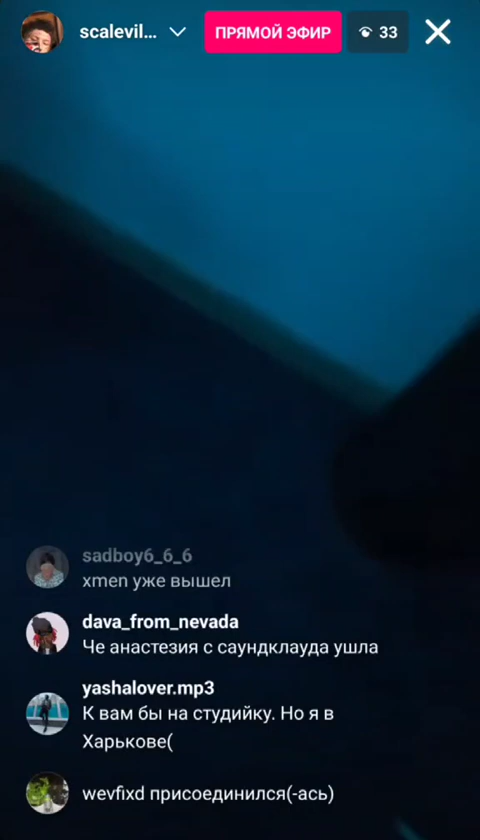 scalevil...
ПРЯМОЙ ЭФИР
33
sadboy6_6_6
xmen уже вышел
dava_from_nevada
Че анастезия с саундклауда ушла
yashalover.mp3
К вам бы на студийку. Но я в
Харькове(
wevfixd присоединился(-ась)